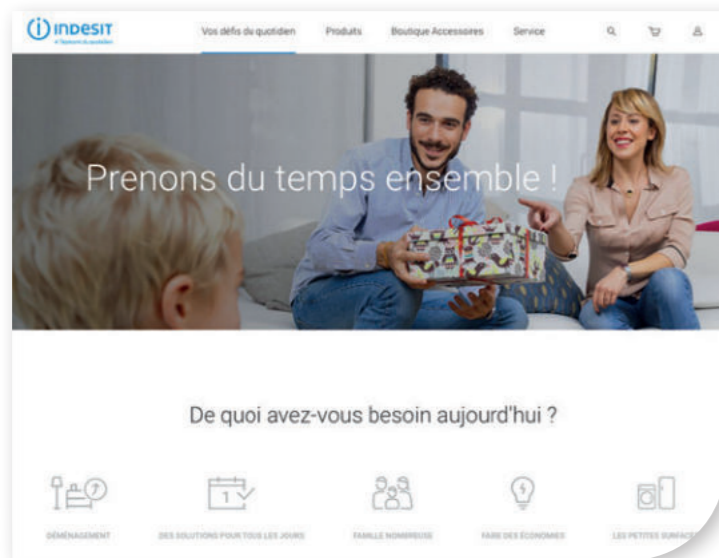 INDESIT
Vos défis du quotidien Produits Boutique Accessoires Service
Prenons du temps ensemble !
De quoi avez-vous besoin aujourd'hui ?
1
DÉMÉNAGEMENT DES SOLUTIONS POUR TOUS LES JOURS FAMILLE NOMBREUSE FAIRE DES ÉCONOMIES LES PETITES